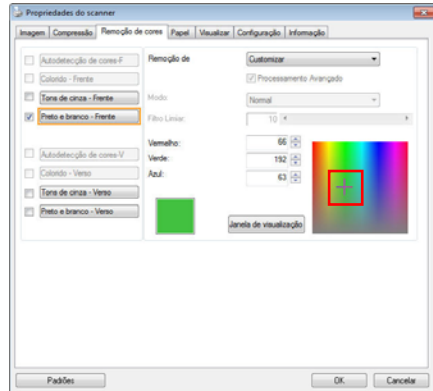 Propriedades do scanner
Imagem Compressão Remoção de cores Papel Visualizar Configuração Informação
Autodetecção de cores-F
Colorido - Frente
Tons de cinza - Frente
Preto e branco - Frente
Autodetecção de cores-V
Colorido - Verso
Tons de cinza - Verso
Preto e branco - Verso
Remoção de Customizar
Processamento Avançado
Modo: Normal
Filtro Limiar: 10
Vermelho: 66
Verde: 192
Azul: 63
Janela de visualização
Padrões OK Cancelar